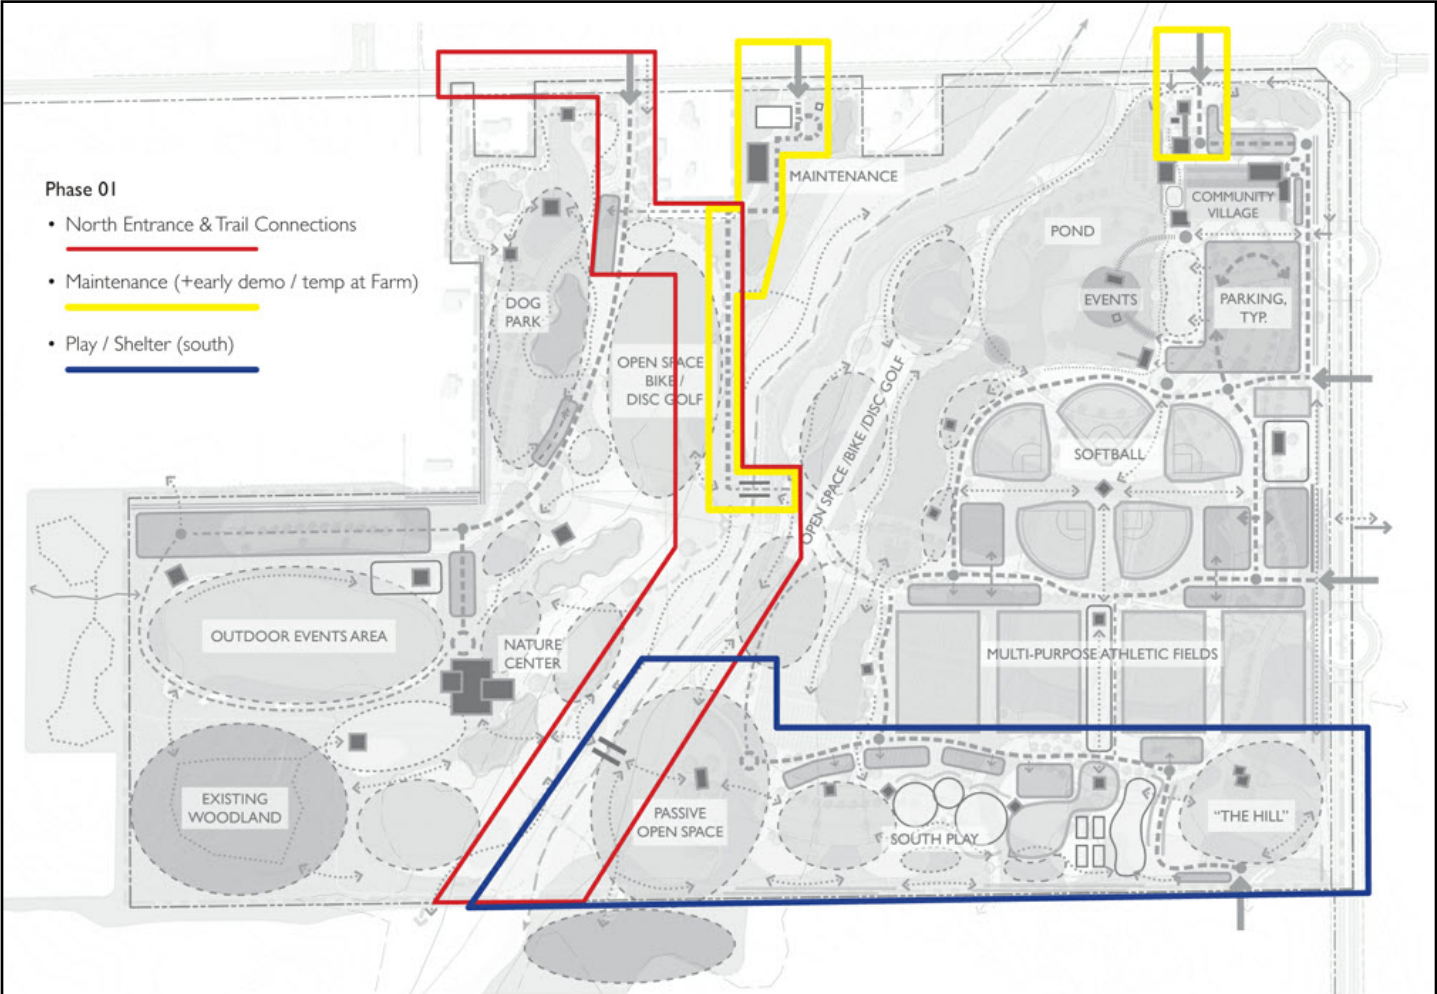 Phase 01
• North Entrance & Trail Connections
• Maintenance (+early demo / temp at Farm)
• Play / Shelter (south)
MAINTENANCE
COMMUNITY
VILLAGE
POND
EVENTS
PARKING,
TYP.
DOG
PARK
OPEN SPACE
BIKE /
DISC GOLF
OPEN SPACE /BIKE /DISC GOLF
SOFTBALL
OUTDOOR EVENTS AREA
NATURE
CENTER
MULTI-PURPOSE ATHLETIC FIELDS
EXISTING
WOODLAND
PASSIVE
OPEN SPACE
SOUTH PLAY
“THE HILL”